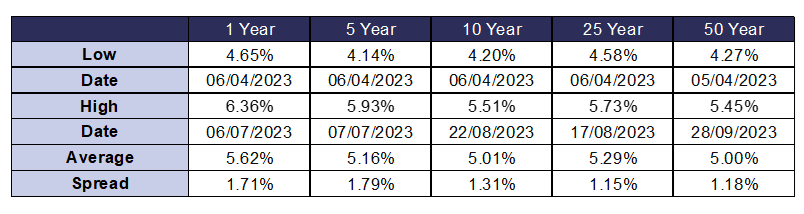 1 Year 5 Year 10 Year 25 Year 50 Year
Low 4.65% 4.14% 4.20% 4.58% 4.27%
Date 06/04/2023 06/04/2023 06/04/2023 06/04/2023 05/04/2023
High 6.36% 5.93% 5.51% 5.73% 5.45%
Date 06/07/2023 07/07/2023 22/08/2023 17/08/2023 28/09/2023
Average 5.62% 5.16% 5.01% 5.29% 5.00%
Spread 1.71% 1.79% 1.31% 1.15% 1.18%